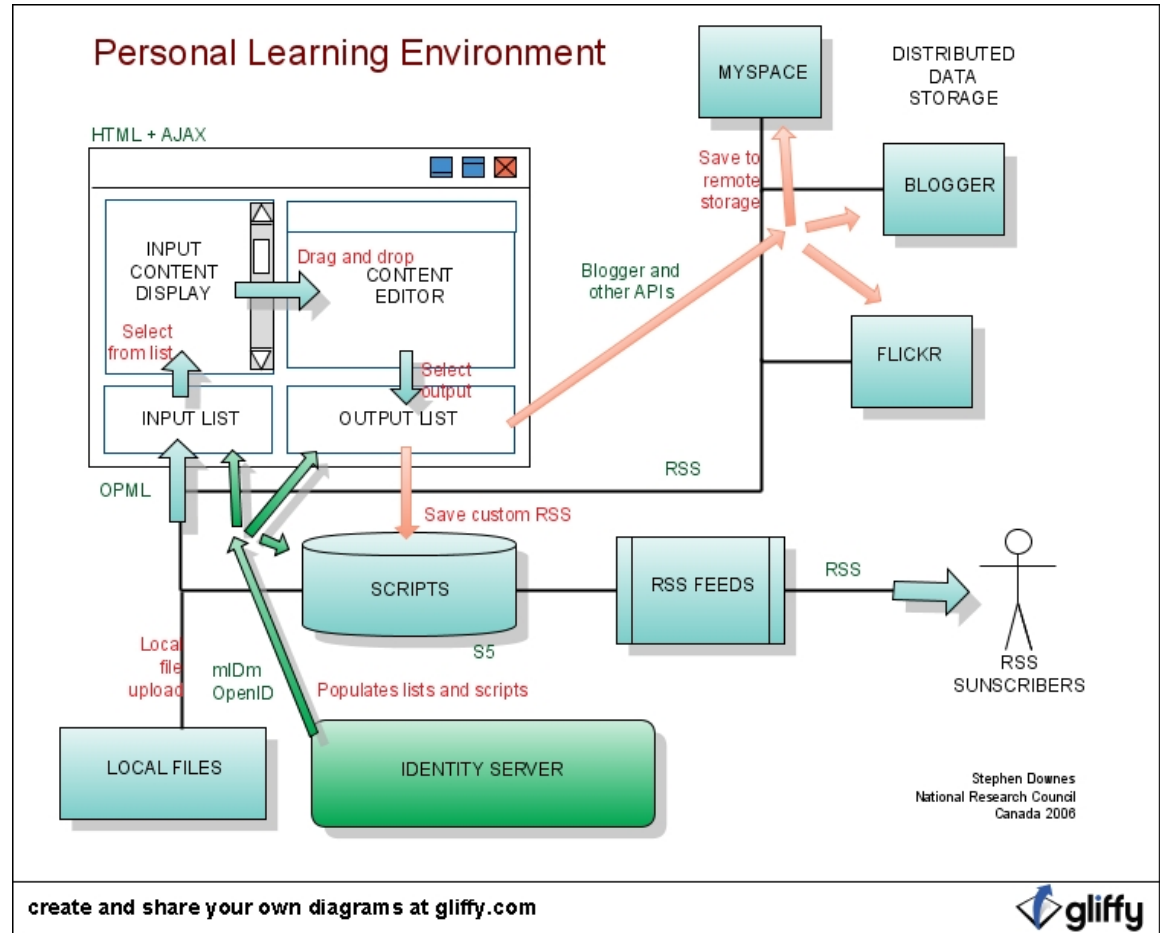 Personal Learning Environment
HTML + AJAX
INPUT
CONTENT
DISPLAY
Drag and drop
CONTENT
EDITOR
Select
from list
Select
output
INPUT LIST
OUTPUT LIST
MYSPACE
DISTRIBUTED
DATA
STORAGE
Save to
remote
storage
BLOGGER
Blogger and
other APIs
FLICKR
RSS
OPML
Save custom RSS
SCRIPTS
RSS FEEDS
RSS
S5
RSS
SUNSCRIBERS
Local
file
upload
mIDm
OpenID
Populates lists and scripts
LOCAL FILES
IDENTITY SERVER
Stephen Downes
National Research Council
Canada 2006
create and share your own diagrams at gliffy.com
gliffy